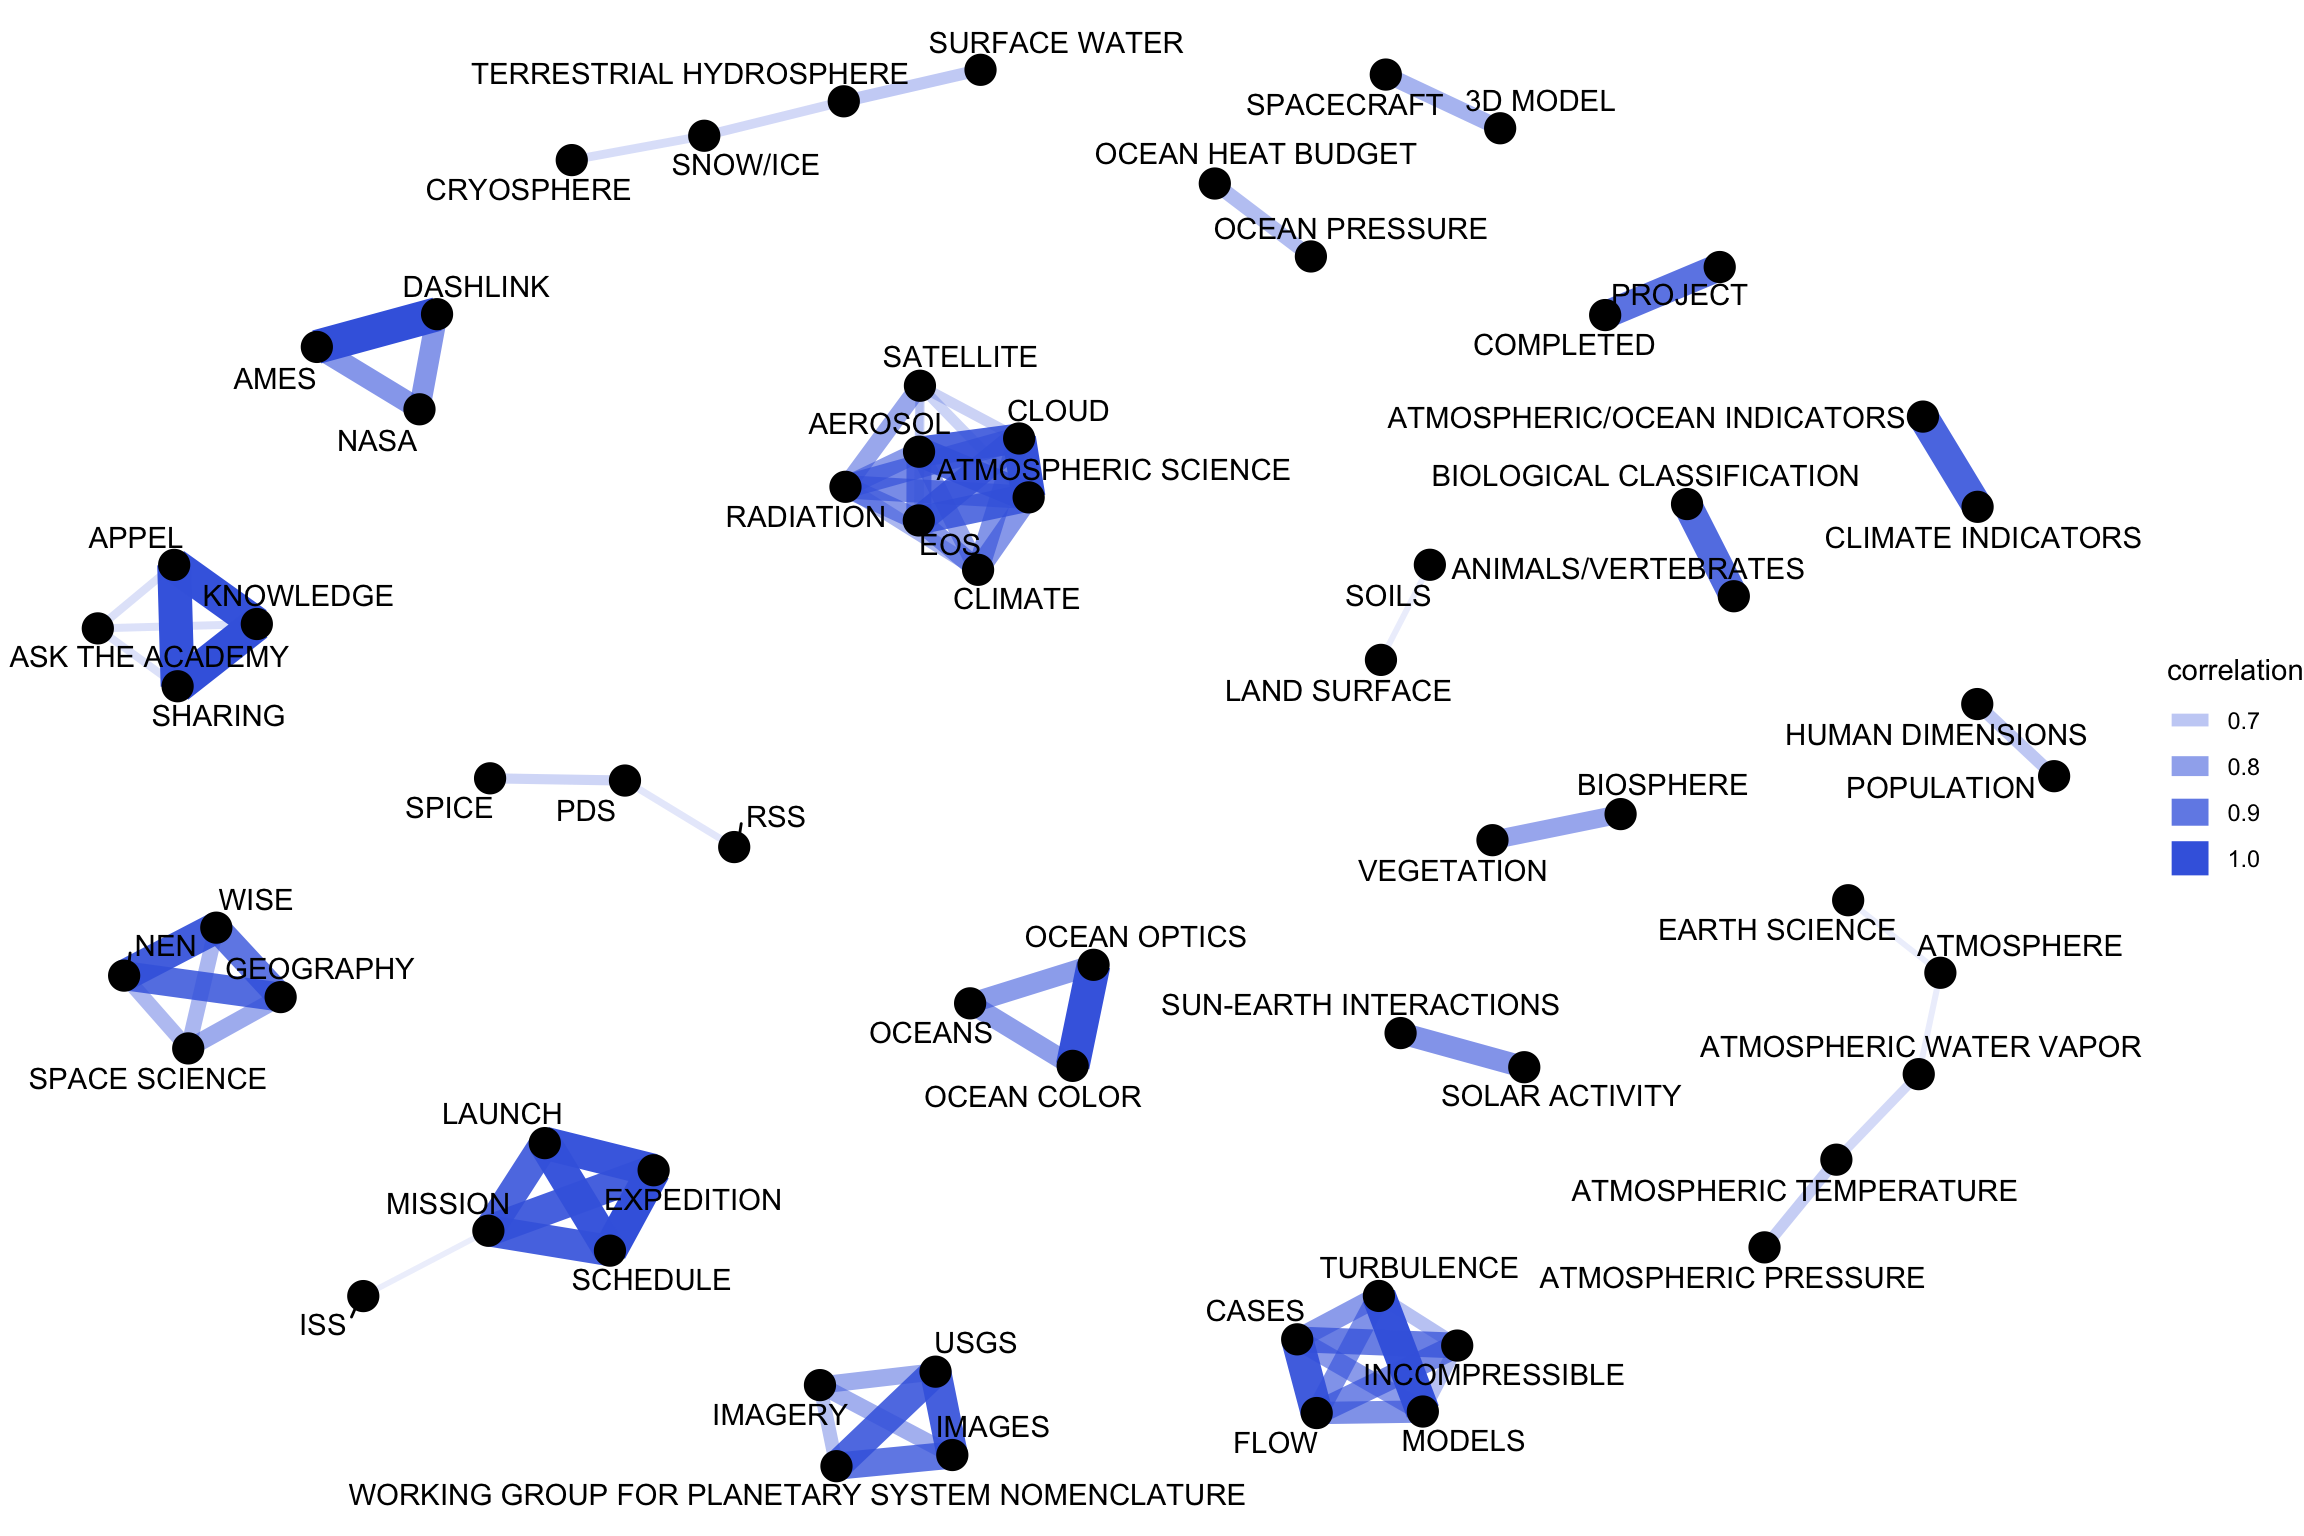 SURFACE WATER
TERRESTRIAL HYDROSPHERE
SPACECRAFT
3D MODEL
SNOW/ICE
CRYOSPHERE
OCEAN HEAT BUDGET
OCEAN PRESSURE
DASHLINK
AMES
NASA
PROJECT
COMPLETED
SATELLITE
AEROSOL
CLOUD
ATMOSPHERIC SCIENCE
RADIATION
EOS
CLIMATE
ATMOSPHERIC/OCEAN INDICATORS
BIOLOGICAL CLASSIFICATION
CLIMATE INDICATORS
ANIMALS/VERTEBRATES
SOILS
LAND SURFACE
APPEL
KNOWLEDGE
ASK THE ACADEMY
SHARING
correlation
0.7
0.8
0.9
1.0
HUMAN DIMENSIONS
POPULATION
SPICE
PDS
RSS
BIOSPHERE
VEGETATION
WISE
NEN
GEOGRAPHY
SPACE SCIENCE
OCEAN OPTICS
OCEANS
OCEAN COLOR
EARTH SCIENCE
ATMOSPHERE
SUN-EARTH INTERACTIONS
SOLAR ACTIVITY
ATMOSPHERIC WATER VAPOR
ATMOSPHERIC TEMPERATURE
ATMOSPHERIC PRESSURE
LAUNCH
MISSION
EXPEDITION
SCHEDULE
ISS
TURBULENCE
CASES
INCOMPRESSIBLE
FLOW
MODELS
USGS
IMAGERY
IMAGES
WORKING GROUP FOR PLANETARY SYSTEM NOMENCLATURE